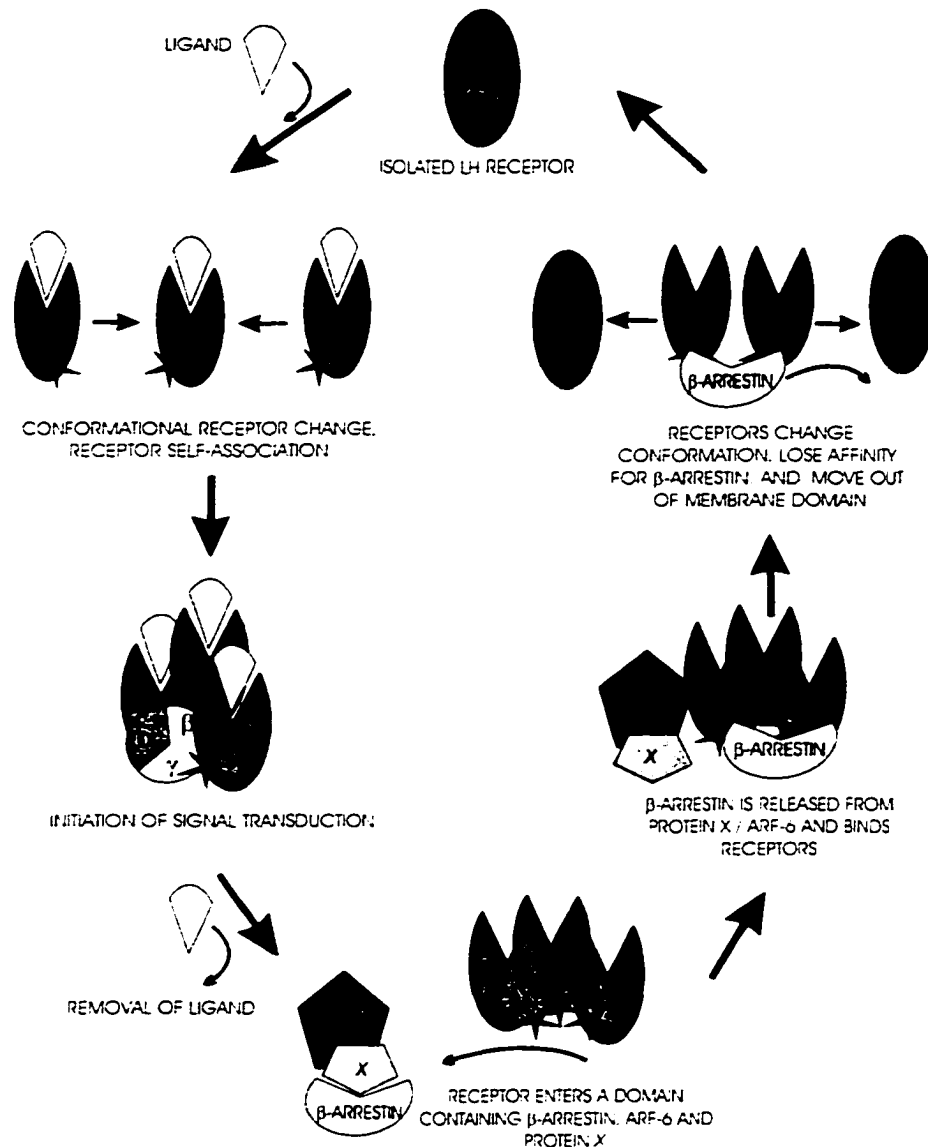 LIGAND
ISOLATED LH RECEPTOR
CONFORMATIONAL RECEPTOR CHANGE.
RECEPTOR SELF-ASSOCIATION
β
γ
INITIATION OF SIGNAL TRANSDUCTION
REMOVAL OF LIGAND
X
β-ARRESTIN
RECEPTOR ENTERS A DOMAIN
CONTAINING β-ARRESTIN. ARF-6 AND
PROTEIN X
X
β-ARRESTIN
β-ARRESTIN IS RELEASED FROM
PROTEIN X / ARF-6 AND BINDS
RECEPTORS
β-ARRESTIN
RECEPTORS CHANGE
CONFORMATION. LOSE AFFINITY
FOR β-ARRESTIN. AND MOVE OUT
OF MEMBRANE DOMAIN